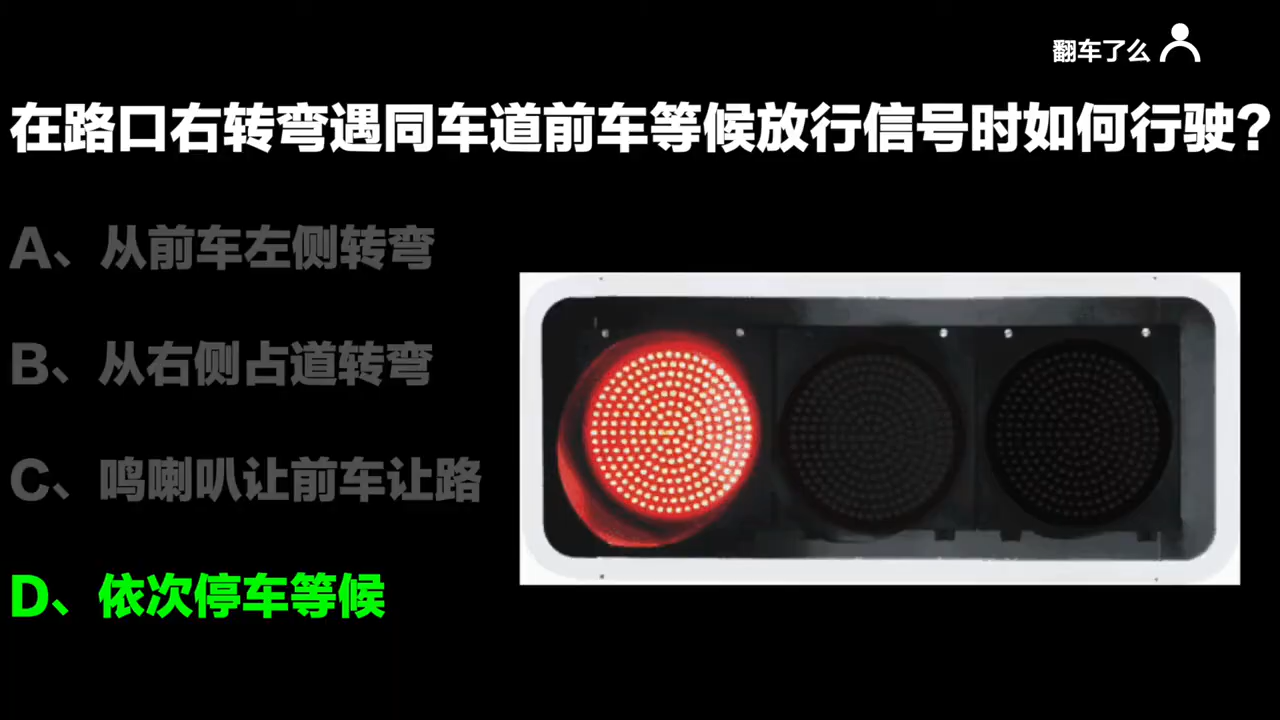 翻车了么
在路口右转弯遇同车道前车等候放行信号时如何行驶?
A、从前车左侧转弯
B、从右侧占道转弯
C、鸣喇叭让前车让路
D、依次停车等候